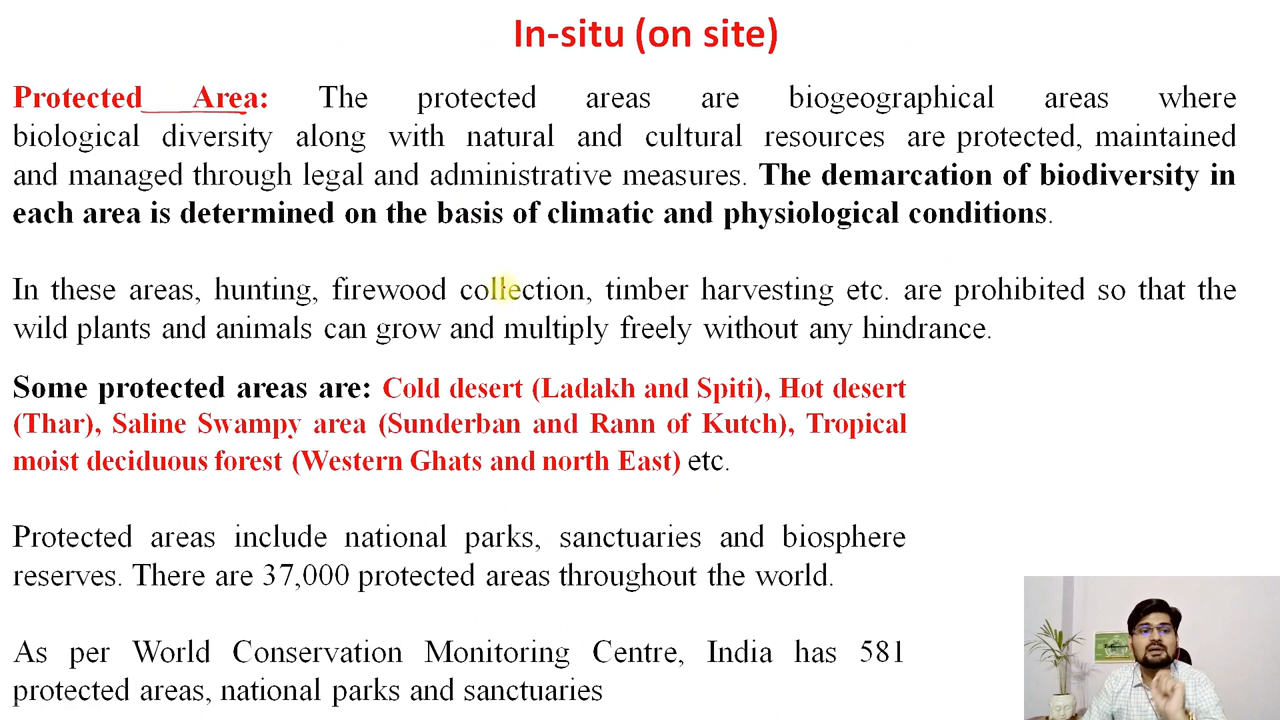 In-situ (on site)
Protected Area: The protected areas are biogeographical areas where
biological diversity along with natural and cultural resources are protected, maintained
and managed through legal and administrative measures. The demarcation of biodiversity in
each area is determined on the basis of climatic and physiological conditions.
In these areas, hunting, firewood collection, timber harvesting etc. are prohibited so that the
wild plants and animals can grow and multiply freely without any hindrance.
Some protected areas are: Cold desert (Ladakh and Spiti), Hot desert
(Thar), Saline Swampy area (Sunderban and Rann of Kutch), Tropical
moist deciduous forest (Western Ghats and north East) etc.
Protected areas include national parks, sanctuaries and biosphere
reserves. There are 37,000 protected areas throughout the world.
As per World Conservation Monitoring Centre, India has 581
protected areas, national parks and sanctuaries